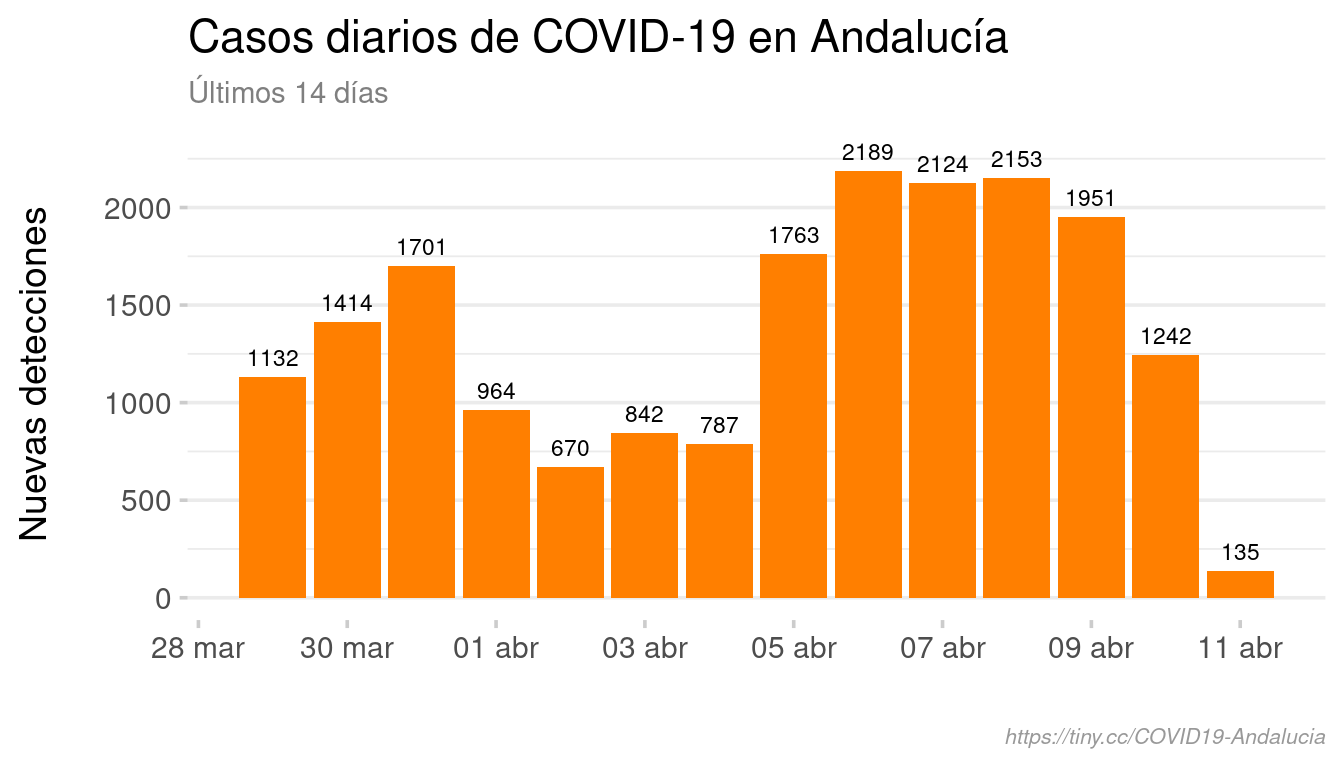 Casos diarios de COVID-19 en Andalucía
Últimos 14 días
Nuevas detecciones
2000
1500
1000
500
0
1132
1414
1701
964
670
842
787
1763
2189
2124
2153
1951
1242
135
28 mar
30 mar
01 abr
03 abr
05 abr
07 abr
09 abr
11 abr
https://tiny.cc/COVID19-Andalucia